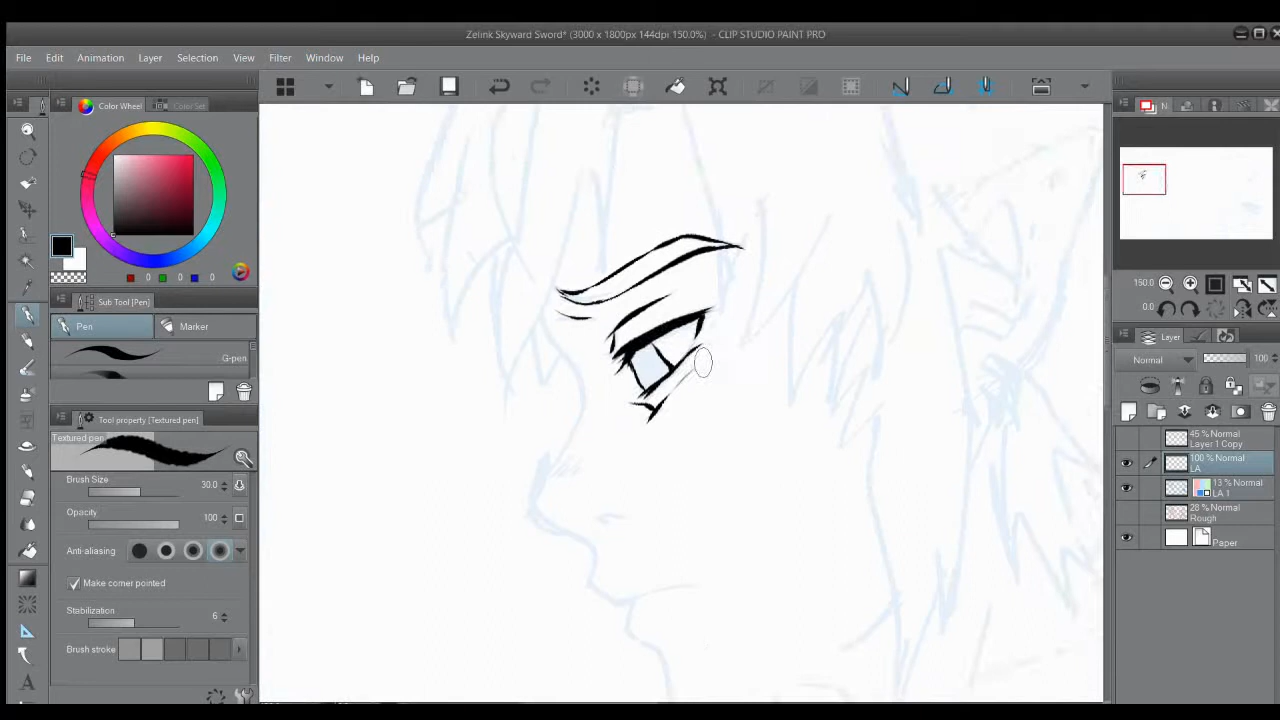 Zelink Skyward Sword* (3000 x 1800px 144dpi 150.0%) - CLIP STUDIO PAINT PRO
File Edit Animation Layer Selection View Filter Window Help
Color Wheel Color Set
N
0 0 0
Sub Tool [Pen]
Pen Marker
G-pen
Tool property [Textured pen]
Textured pen
Brush Size 30.0
Opacity 100
Anti-aliasing
Make corner pointed
Stabilization 6
Brush stroke
150.0
0.0
Layer
Normal 100
45 % Normal
Layer 1 Copy
100 % Normal
LA
13 % Normal
LA 1
28 % Normal
Rough
Paper